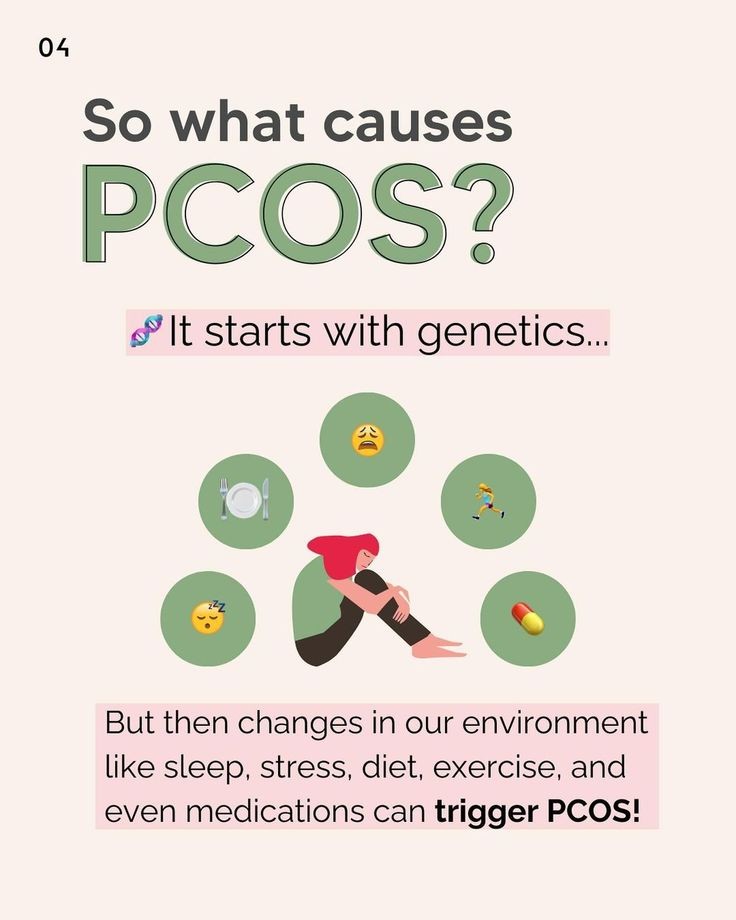 04
So what causes
PCOS?
🧬It starts with genetics...
But then changes in our environment
like sleep, stress, diet, exercise, and
even medications can trigger PCOS!